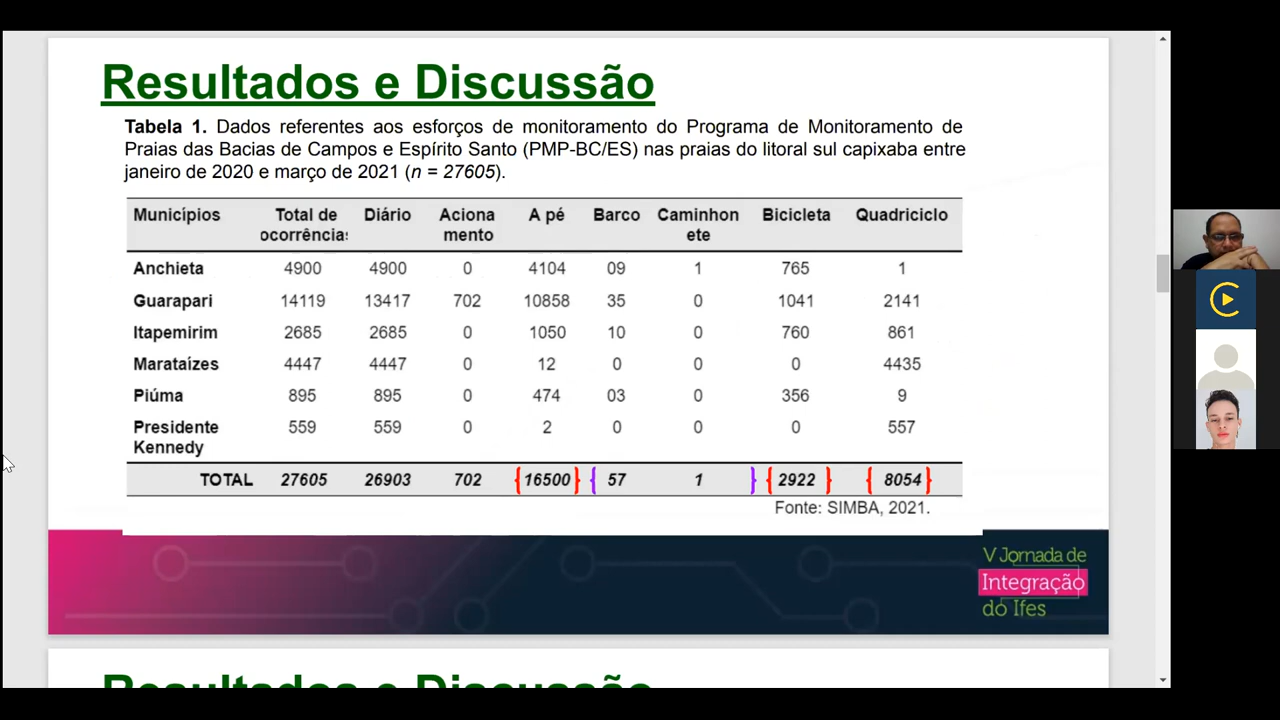 Resultados e Discussão
Tabela 1. Dados referentes aos esforços de monitoramento do Programa de Monitoramento de
Praias das Bacias de Campos e Espírito Santo (PMP-BC/ES) nas praias do litoral sul capixaba entre
janeiro de 2020 e março de 2021 (n = 27605).
Municípios Total de ocorrências Diário Aciona mento A pé Barco Caminhon ete Bicicleta Quadriciclo
Anchieta 4900 4900 0 4104 09 1 765 1
Guarapari 14119 13417 702 10858 35 0 1041 2141
Itapemirim 2685 2685 0 1050 10 0 760 861
Marataízes 4447 4447 0 12 0 0 0 4435
Piúma 895 895 0 474 03 0 356 9
Presidente Kennedy 559 559 0 2 0 0 0 557
TOTAL 27605 26903 702 {16500} { 57 1 } {2922} {8054}
Fonte: SIMBA, 2021.
V Jornada de
Integração
do Ifes
Resultados e Discussão